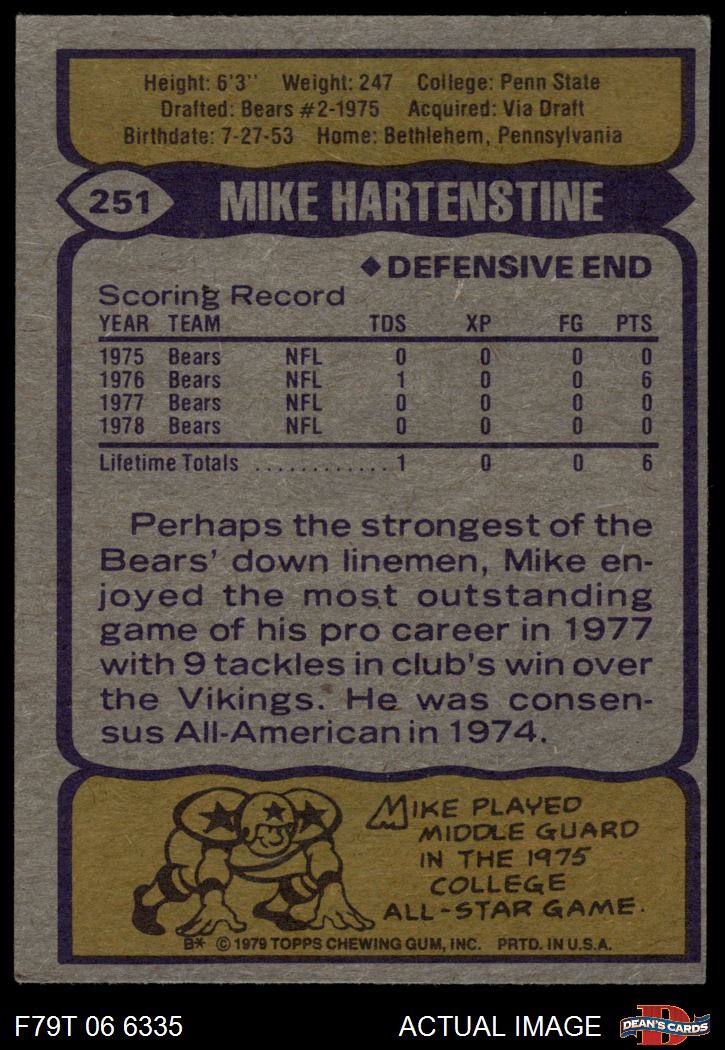 Height: 6'3'' Weight: 247 College: Penn State
Drafted: Bears #2-1975 Acquired: Via Draft
Birthdate: 7-27-53 Home: Bethlehem, Pennsylvania
251 MIKE HARTENSTINE
◆ DEFENSIVE END
Scoring Record
YEAR TEAM TDS XP FG PTS
1975 Bears NFL 0 0 0 0
1976 Bears NFL 1 0 0 6
1977 Bears NFL 0 0 0 0
1978 Bears NFL 0 0 0 0
Lifetime Totals ............ 1 0 0 6
Perhaps the strongest of the
Bears' down linemen, Mike en-
joyed the most outstanding
game of his pro career in 1977
with 9 tackles in club's win over
the Vikings. He was consen-
sus All-American in 1974.
MIKE PLAYED
MIDDLE GUARD
IN THE 1975
COLLEGE
ALL-STAR GAME.
B* © 1979 TOPPS CHEWING GUM, INC. PRTD. IN U.S.A.
F79T 06 6335 ACTUAL IMAGE D DEAN'S CARDS